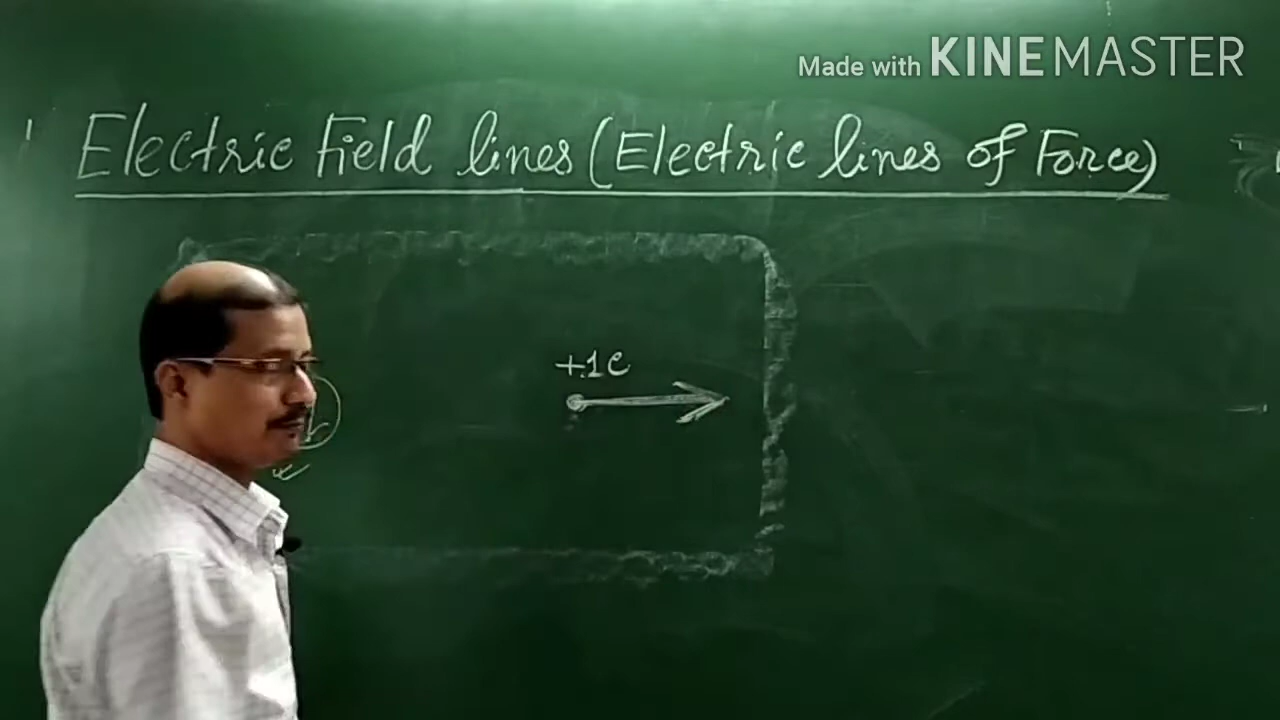 Made with KINEMASTER
Electric Field lines (Electric lines of Force)
+1C